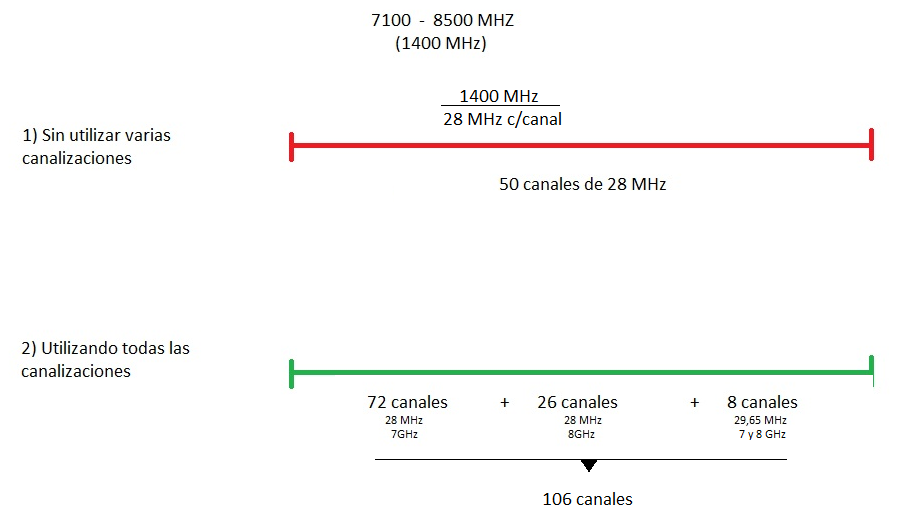 7100 - 8500 MHZ
(1400 MHz)
1400 MHz
28 MHz c/canal
1) Sin utilizar varias
canalizaciones
50 canales de 28 MHz
2) Utilizando todas las
canalizaciones
72 canales + 26 canales + 8 canales
28 MHz 28 MHz 29,65 MHz
7GHz 8GHz 7 y 8 GHz
106 canales